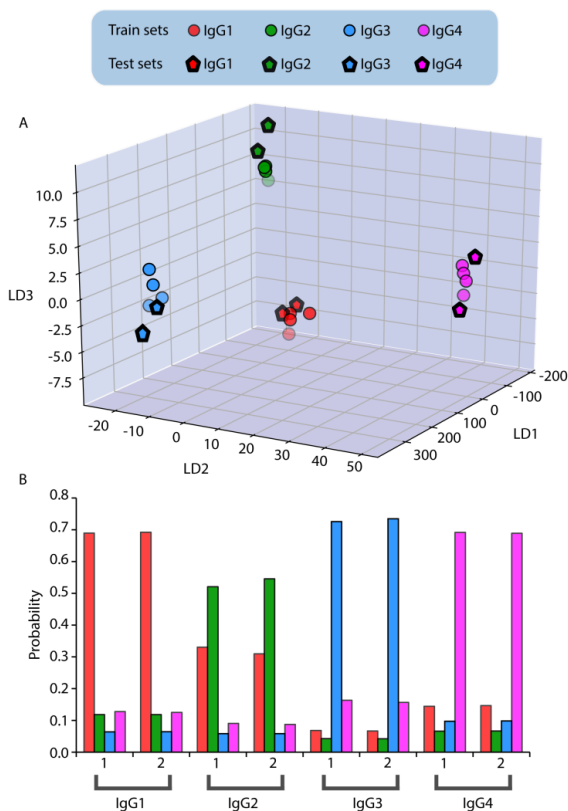 Train sets IgG1 IgG2 IgG3 IgG4
Test sets IgG1 IgG2 IgG3 IgG4
A
10.0
7.5
5.0
2.5
0.0
-2.5
-5.0
-7.5
LD3
-20 -10 0 10 20 30 40 50
LD2
300 200 100 0 -100 -200
LD1
B
0.8
0.7
0.6
0.5
0.4
0.3
0.2
0.1
0.0
Probability
1 2 1 2 1 2 1 2
IgG1 IgG2 IgG3 IgG4